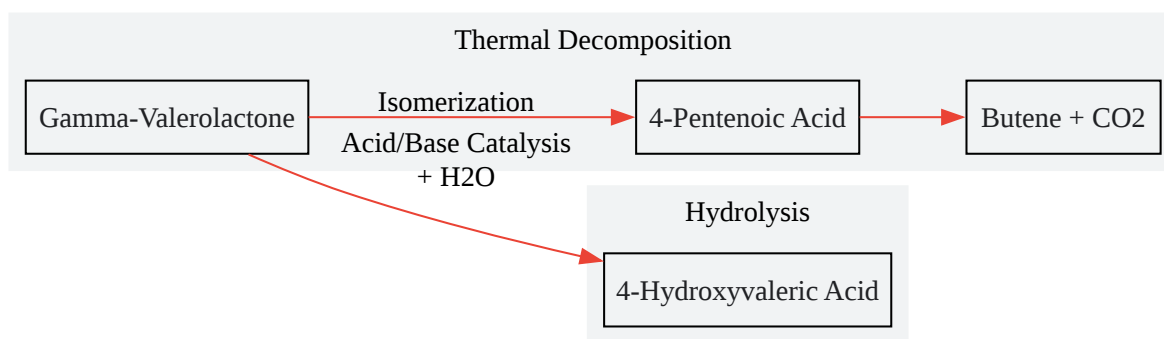 Thermal Decomposition
Gamma-Valerolactone
Isomerization
4-Pentenoic Acid
Butene + CO2
Acid/Base Catalysis
+ H2O
Hydrolysis
4-Hydroxyvaleric Acid